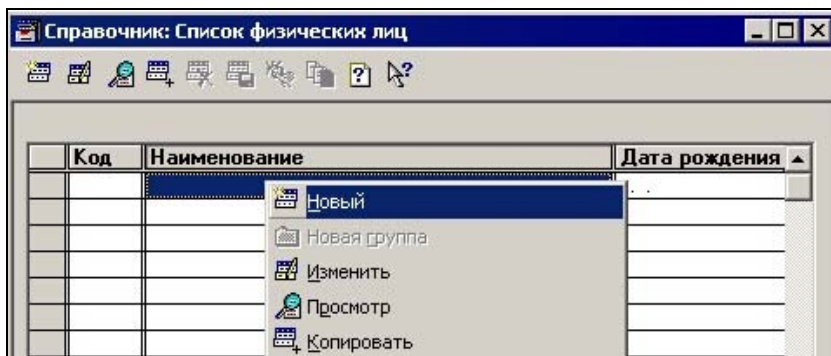 Справочник: Список физических лиц
Код Наименование Дата рождения
. .
Новый
Новая группа
Изменить
Просмотр
Копировать